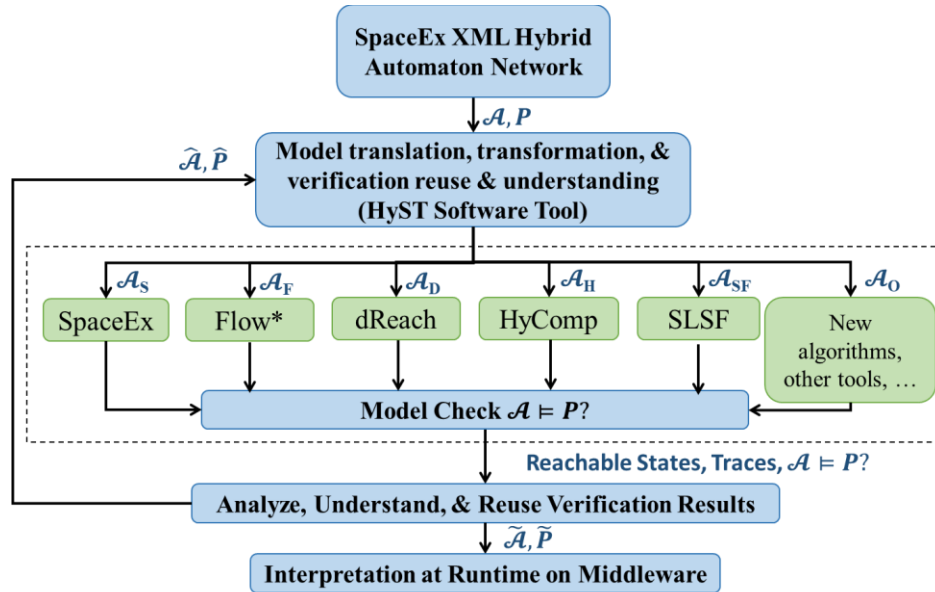 SpaceEx XML Hybrid
Automaton Network
𝓐, P
𝓐̂, P̂
Model translation, transformation, &
verification reuse & understanding
(HyST Software Tool)
𝓐S
𝓐F
𝓐D
𝓐H
𝓐SF
𝓐O
SpaceEx
Flow*
dReach
HyComp
SLSF
New
algorithms,
other tools, …
Model Check 𝓐 ⊨ P?
Reachable States, Traces, 𝓐 ⊨ P?
Analyze, Understand, & Reuse Verification Results
𝓐̃, P̃
Interpretation at Runtime on Middleware